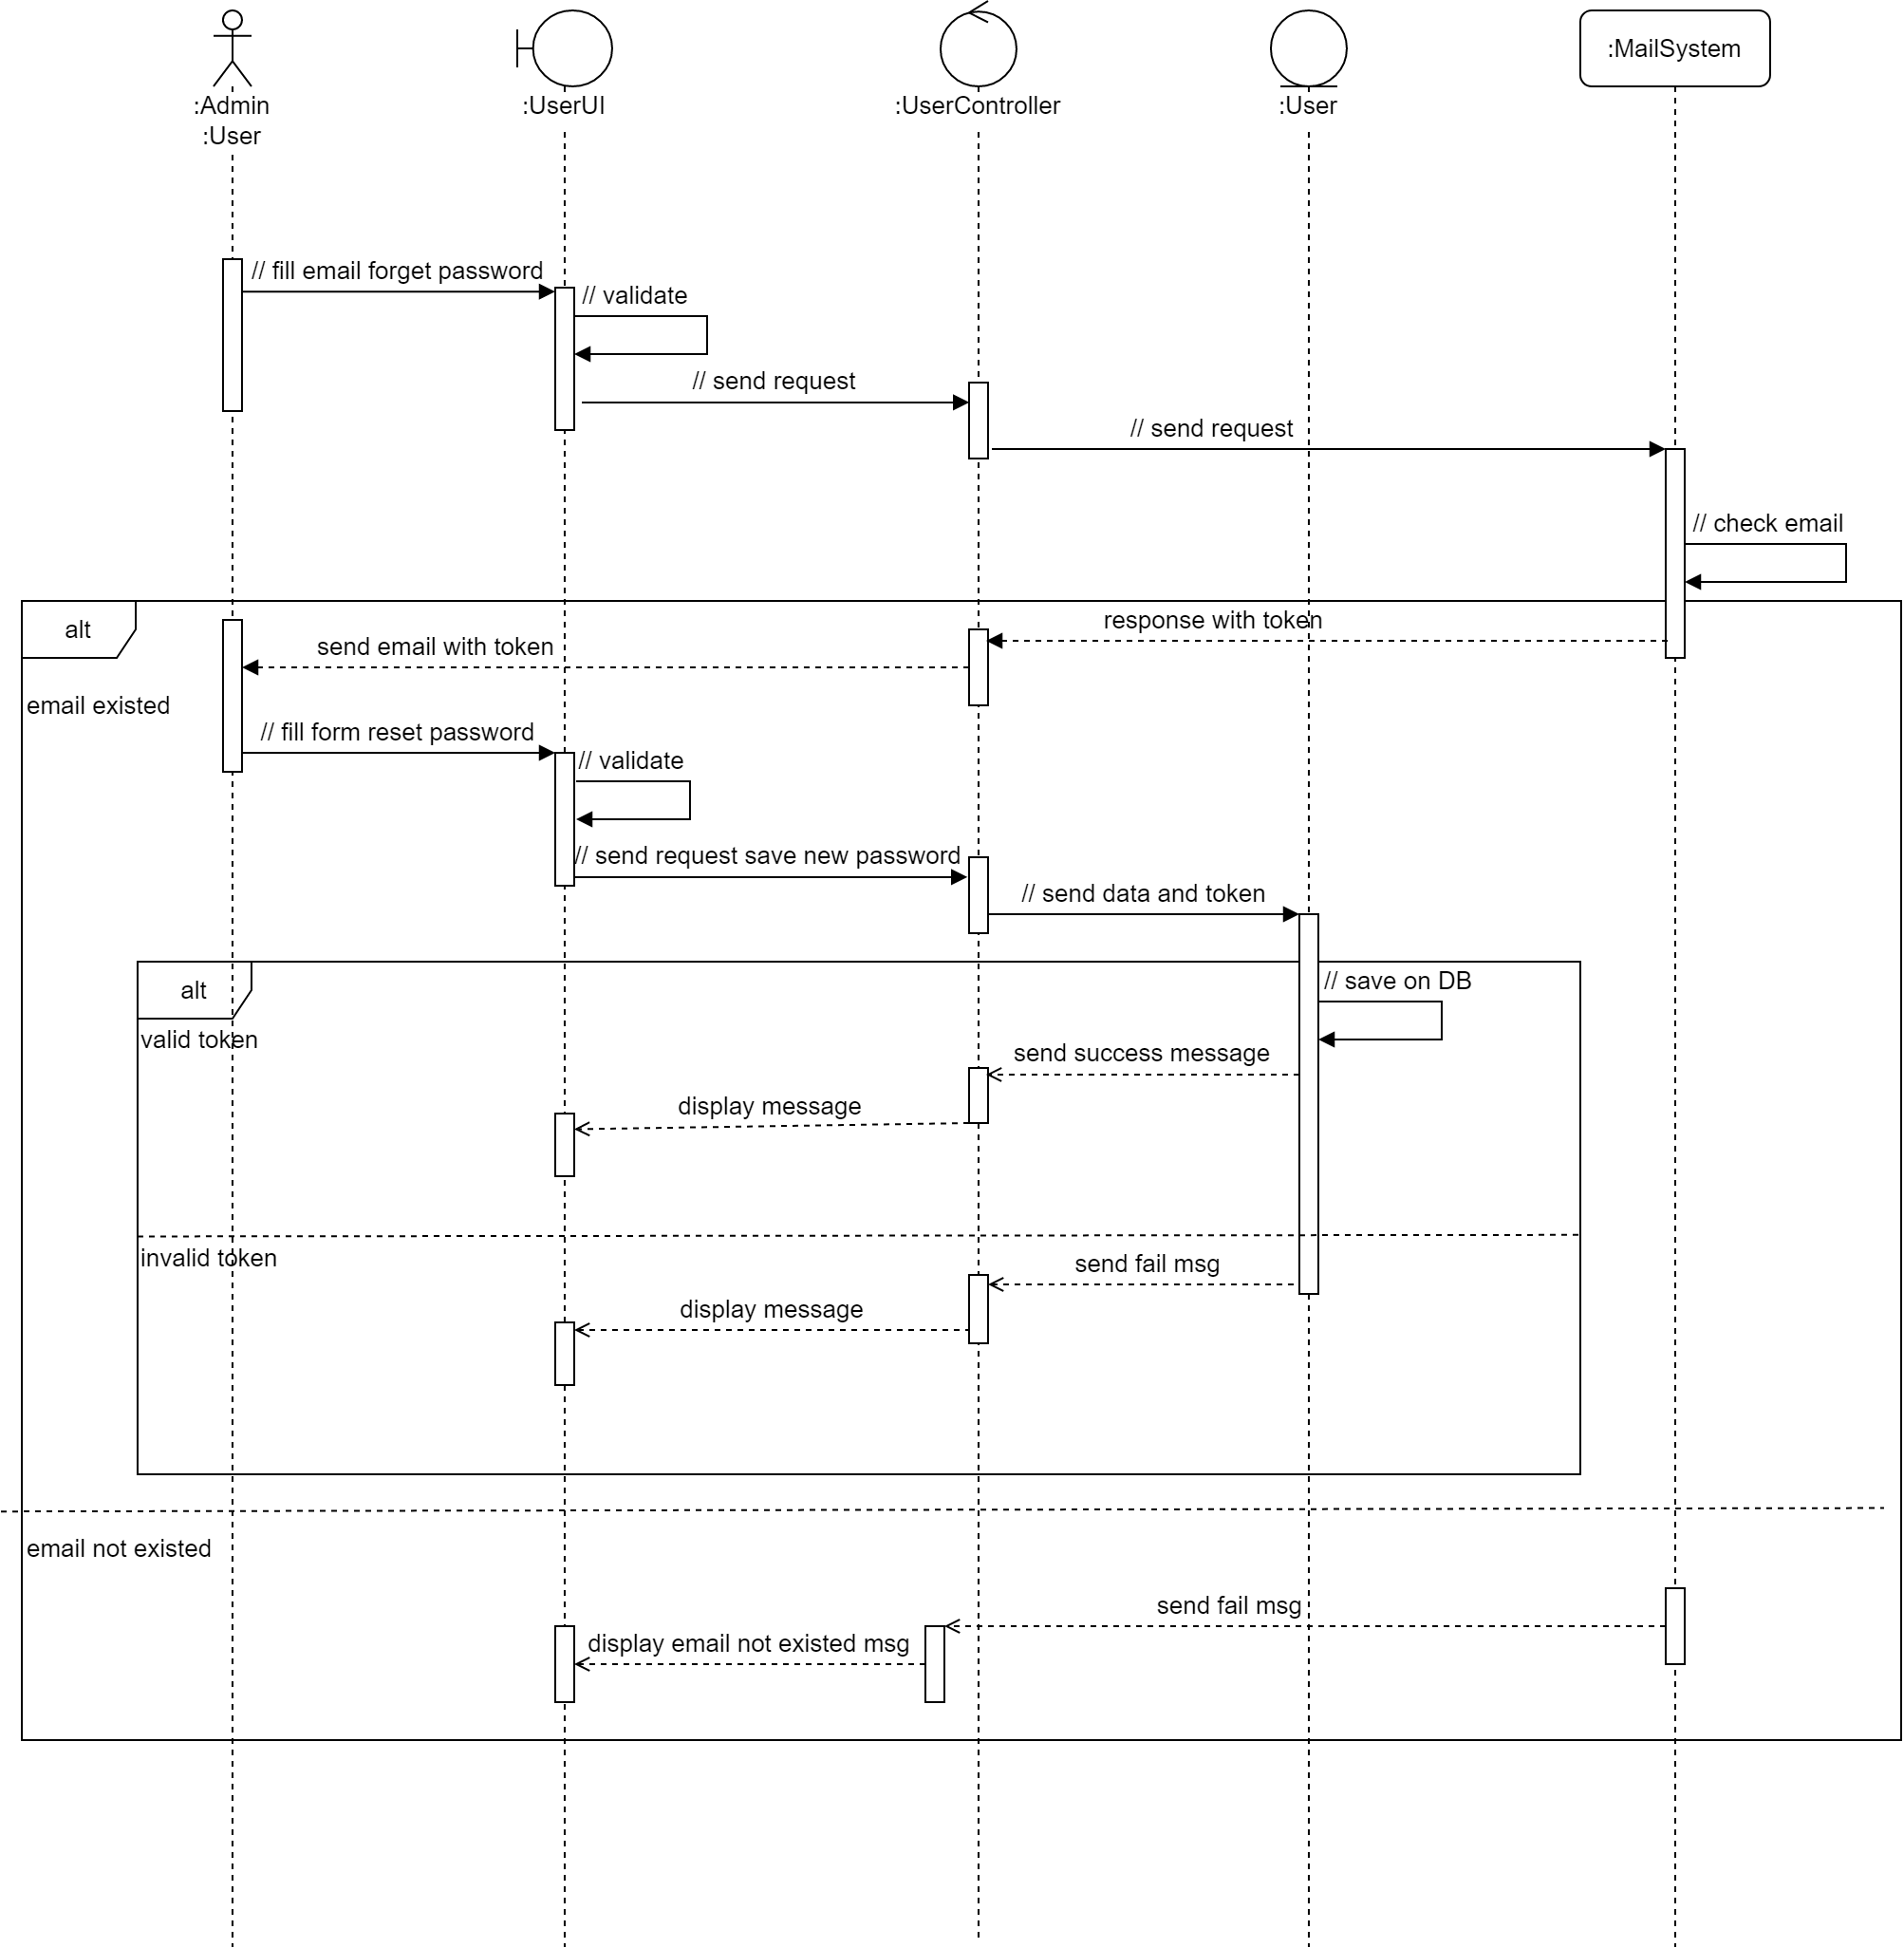 :Admin
:User
:UserUI
:UserController
:User
:MailSystem
// fill email forget password
// validate
// send request
// send request
// check email
alt
response with token
send email with token
email existed
// fill form reset password
// validate
// send request save new password
// send data and token
alt
// save on DB
valid token
send success message
display message
invalid token
send fail msg
display message
email not existed
send fail msg
display email not existed msg